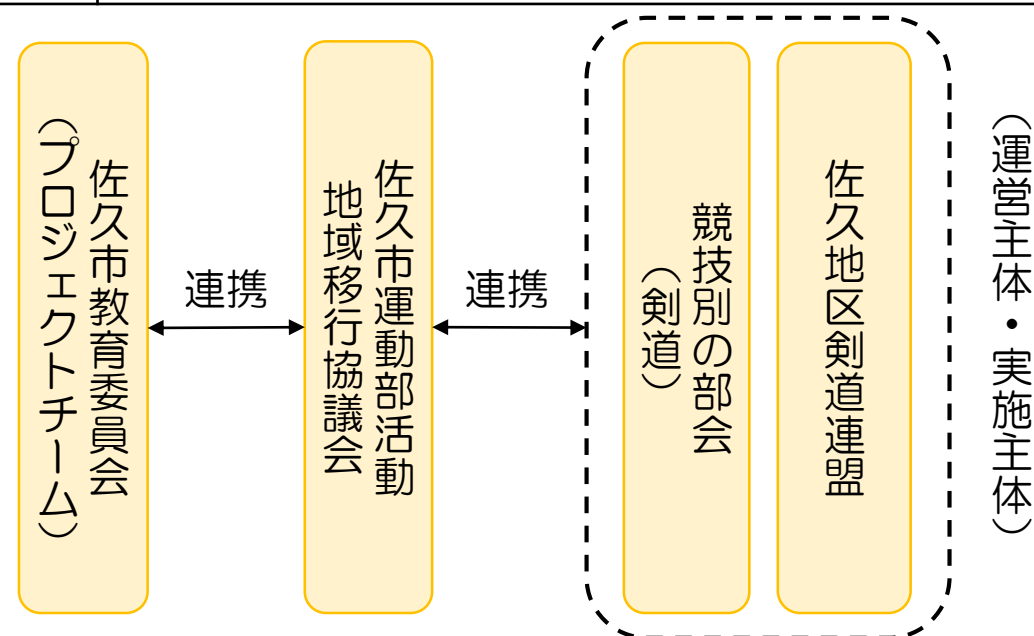 佐久市教育委員会
（プロジェクトチーム）
連携
佐久市運動部活動
地域移行協議会
連携
競技別の部会
（剣道）
佐久地区剣道連盟
（運営主体・実施主体）